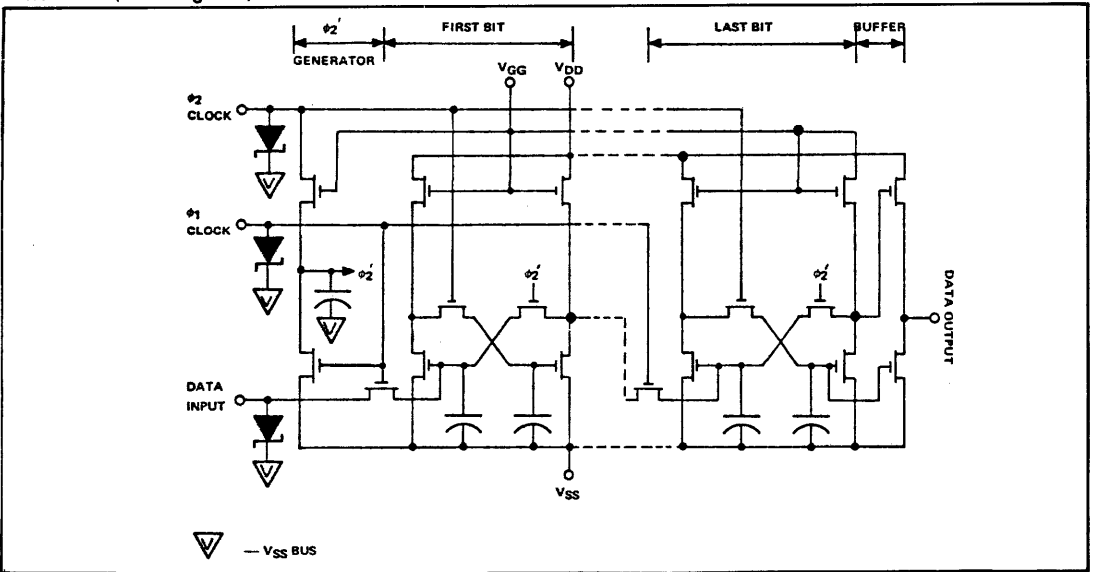 φ2'
GENERATOR
FIRST BIT
LAST BIT
BUFFER
VGG
VDD
φ2
CLOCK
φ1
CLOCK
φ2'
φ2'
φ2'
DATA
INPUT
DATA OUTPUT
VSS
V
V
V
V
V — VSS BUS